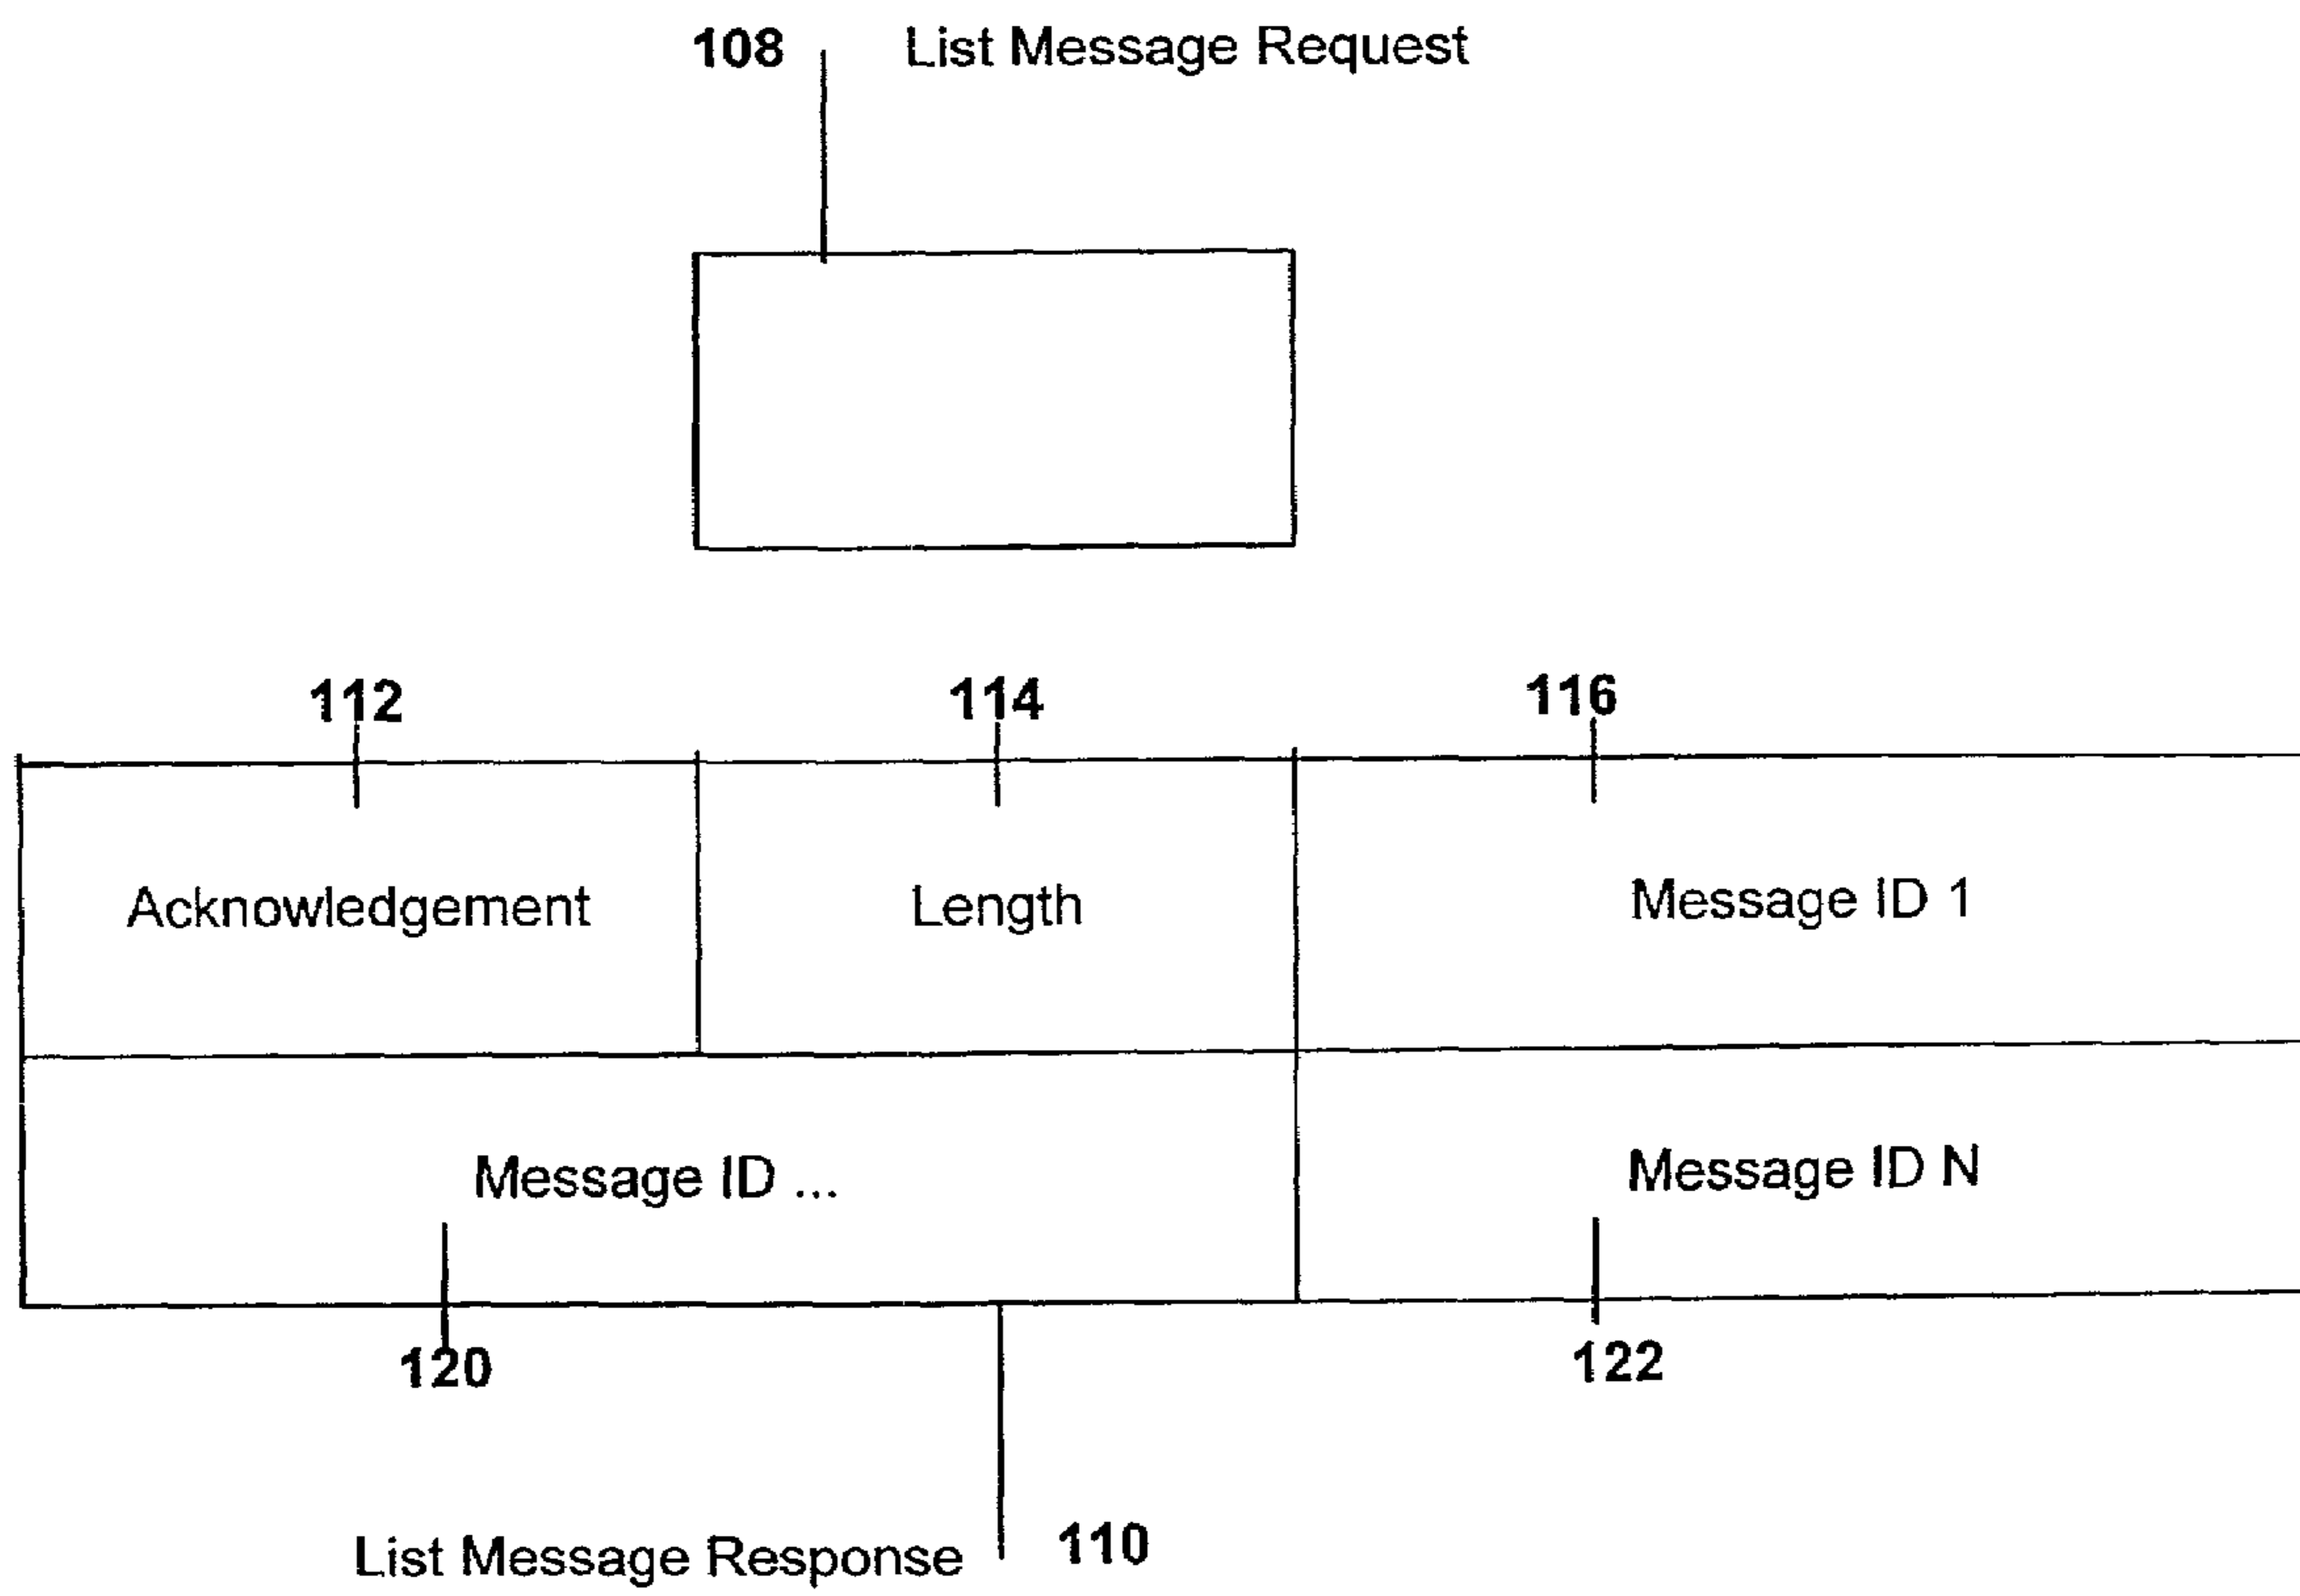 108 List Message Request
112 114 116
Acknowledgement Length Message ID 1
Message ID ... Message ID N
120 122
List Message Response 110